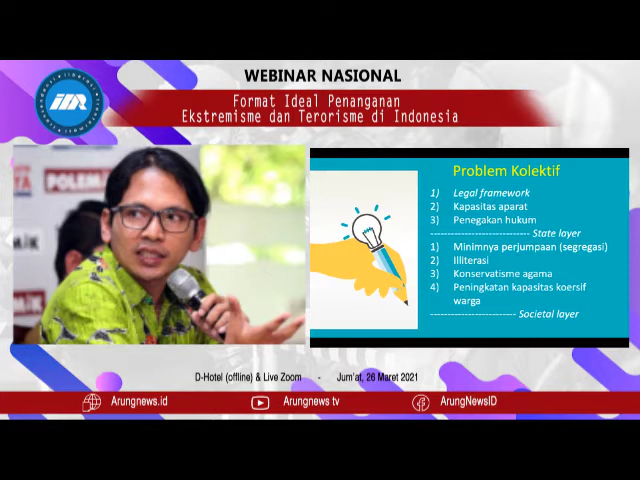 WEBINAR NASIONAL
Format Ideal Penanganan
Ekstremisme dan Terorisme di Indonesia
POLEMIK
Problem Kolektif
1) Legal framework
2) Kapasitas aparat
3) Penegakan hukum
------------------------------ State layer
1) Minimnya perjumpaan (segregasi)
2) Illiterasi
3) Konservatisme agama
4) Peningkatan kapasitas koersif
warga
-------------------------- Societal layer
D-Hotel (offline) & Live Zoom - Jum'at, 26 Maret 2021
Arungnews.id
Arungnews tv
ArungNewsID